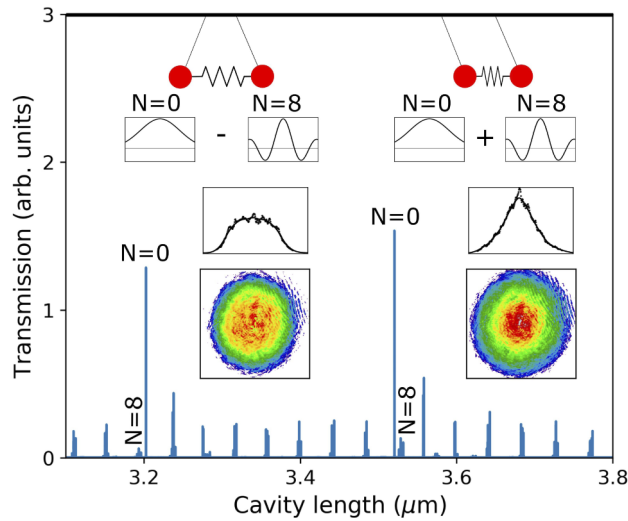 3
N=0
N=8
N=0
N=8
-
+
2
N=0
N=0
1
N=8
N=8
0
3.2
3.4
3.6
3.8
Transmission (arb. units)
Cavity length (μm)